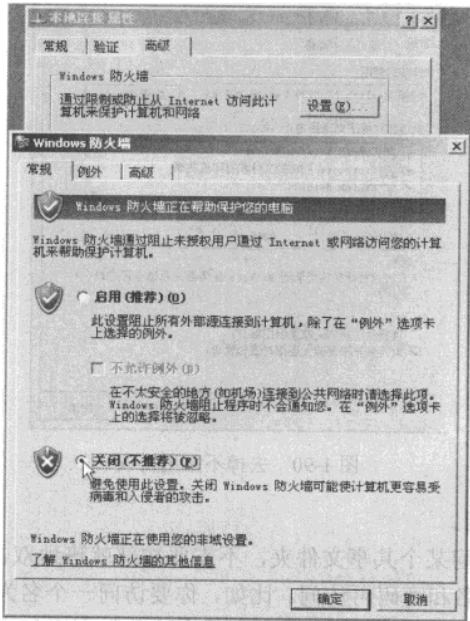 本地连接 属性
常规 验证 高级
Windows 防火墙
通过限制或防止从 Internet 访问此计
算机来保护计算机和网络
设置(E)...
Windows 防火墙
常规 例外 高级
Windows 防火墙正在帮助保护您的电脑
Windows 防火墙通过阻止未授权用户通过 Internet 或网络访问您的计算
机来帮助保护计算机。
启用(推荐)(O)
此设置阻止所有外部源连接到计算机，除了在“例外”选项卡
上选择的例外。
不允许例外(D)
在不太安全的地方(如机场)连接到公共网络时请选择此项。
Windows 防火墙阻止程序时不会通知您。在“例外”选项卡
上的选择将被忽略。
关闭(不推荐)(F)
避免使用此设置。关闭 Windows 防火墙可能使计算机更容易受
病毒和入侵者的攻击。
Windows 防火墙正在使用您的非域设置。
了解 Windows 防火墙的其他信息
确定 取消